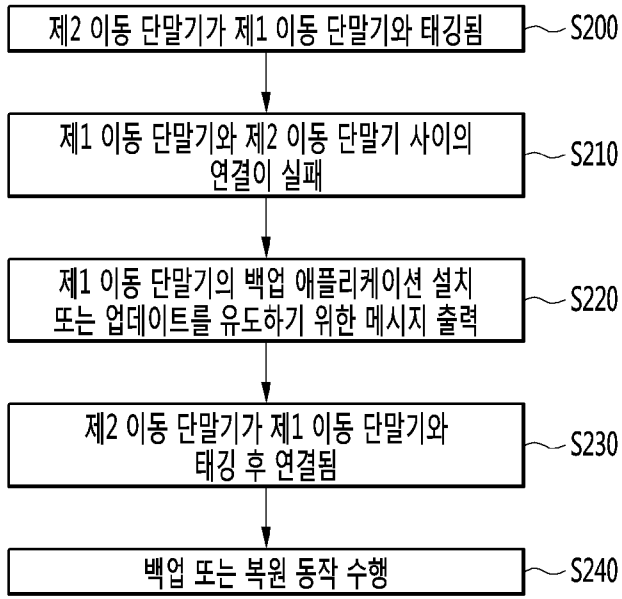 제2 이동 단말기가 제1 이동 단말기와 태깅됨
S200
제1 이동 단말기와 제2 이동 단말기 사이의
연결이 실패
S210
제1 이동 단말기의 백업 애플리케이션 설치
또는 업데이트를 유도하기 위한 메시지 출력
S220
제2 이동 단말기가 제1 이동 단말기와
태깅 후 연결됨
S230
백업 또는 복원 동작 수행
S240